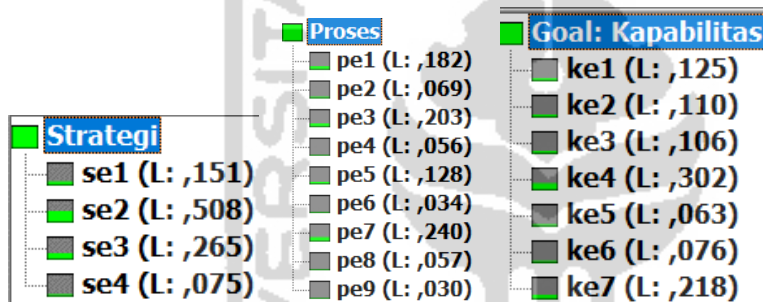 Strategi
se1 (L: ,151)
se2 (L: ,508)
se3 (L: ,265)
se4 (L: ,075)
Proses
pe1 (L: ,182)
pe2 (L: ,069)
pe3 (L: ,203)
pe4 (L: ,056)
pe5 (L: ,128)
pe6 (L: ,034)
pe7 (L: ,240)
pe8 (L: ,057)
pe9 (L: ,030)
Goal: Kapabilitas
ke1 (L: ,125)
ke2 (L: ,110)
ke3 (L: ,106)
ke4 (L: ,302)
ke5 (L: ,063)
ke6 (L: ,076)
ke7 (L: ,218)
VERSITA